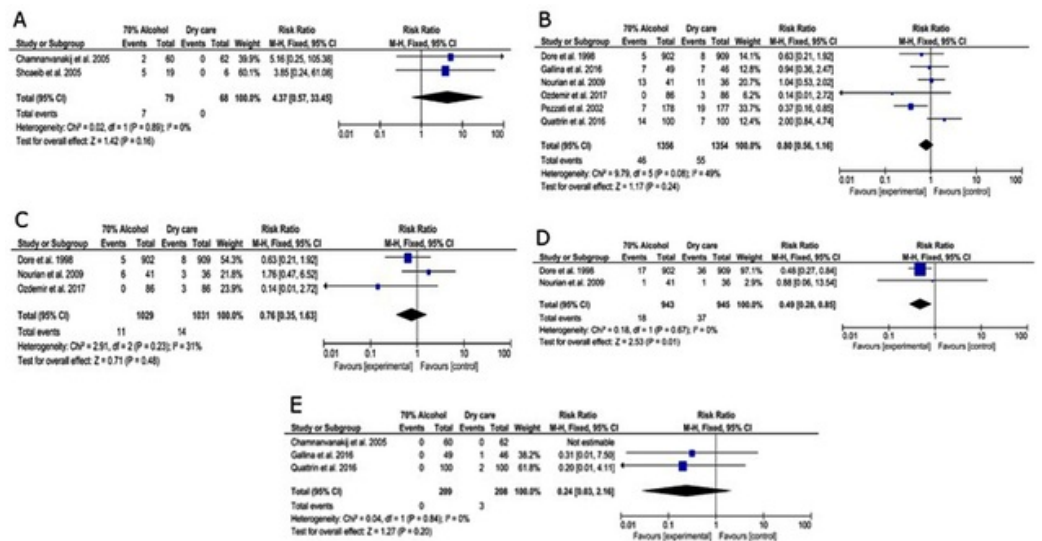 A
70% Alcohol Dry care Risk Ratio Risk Ratio
Study or Subgroup Events Total Events Total Weight M-H, Fixed, 95% CI M-H, Fixed, 95% CI
Chamnanvanakij et al. 2005 2 60 0 62 39.9% 5.16 [0.25, 105.38]
Shoaeib et al. 2005 5 19 0 6 60.1% 3.85 [0.24, 61.08]
Total (95% CI) 79 68 100.0% 4.37 [0.57, 33.45]
Total events 7 0
Heterogeneity: Chi² = 0.02, df = 1 (P = 0.89); I² = 0%
Test for overall effect: Z = 1.42 (P = 0.16)
0.01 0.1 1 10 100
B
70% Alcohol Dry care Risk Ratio Risk Ratio
Study or Subgroup Events Total Events Total Weight M-H, Fixed, 95% CI M-H, Fixed, 95% CI
Dore et al. 1998 5 902 8 909 14.1% 0.63 [0.21, 1.92]
Gallina et al. 2016 7 49 7 46 12.8% 0.94 [0.36, 2.47]
Nourian et al. 2009 13 41 11 36 20.7% 1.04 [0.53, 2.02]
Ozdemir et al. 2017 0 86 3 86 6.2% 0.14 [0.01, 2.72]
Pezzati et al. 2002 7 178 19 177 33.7% 0.37 [0.16, 0.85]
Quattrin et al. 2016 14 100 7 100 12.4% 2.00 [0.84, 4.74]
Total (95% CI) 1356 1354 100.0% 0.80 [0.56, 1.16]
Total events 46 55
Heterogeneity: Chi² = 9.79, df = 5 (P = 0.08); I² = 49%
Test for overall effect: Z = 1.17 (P = 0.24)
0.01 0.1 1 10 100
Favours [experimental] Favours [control]
C
70% Alcohol Dry care Risk Ratio Risk Ratio
Study or Subgroup Events Total Events Total Weight M-H, Fixed, 95% CI M-H, Fixed, 95% CI
Dore et al. 1998 5 902 8 909 54.3% 0.63 [0.21, 1.92]
Nourian et al. 2009 6 41 3 36 21.8% 1.76 [0.47, 6.52]
Ozdemir et al. 2017 0 86 3 86 23.9% 0.14 [0.01, 2.72]
Total (95% CI) 1029 1031 100.0% 0.76 [0.35, 1.63]
Total events 11 14
Heterogeneity: Chi² = 2.91, df = 2 (P = 0.23); I² = 31%
Test for overall effect: Z = 0.71 (P = 0.48)
0.01 0.1 1 10 100
Favours [experimental] Favours [control]
D
70% Alcohol Dry care Risk Ratio Risk Ratio
Study or Subgroup Events Total Events Total Weight M-H, Fixed, 95% CI M-H, Fixed, 95% CI
Dore et al. 1998 17 902 36 909 97.1% 0.48 [0.27, 0.84]
Nourian et al. 2009 1 41 1 36 2.9% 0.88 [0.06, 13.54]
Total (95% CI) 943 945 100.0% 0.49 [0.28, 0.85]
Total events 18 37
Heterogeneity: Chi² = 0.18, df = 1 (P = 0.67); I² = 0%
Test for overall effect: Z = 2.53 (P = 0.01)
0.01 0.1 1 10 100
Favours [experimental] Favours [control]
E
70% Alcohol Dry care Risk Ratio Risk Ratio
Study or Subgroup Events Total Events Total Weight M-H, Fixed, 95% CI M-H, Fixed, 95% CI
Chamnanvanakij et al. 2005 0 60 0 62 Not estimable
Gallina et al. 2016 0 49 1 46 38.2% 0.31 [0.01, 7.50]
Quattrin et al. 2016 0 100 2 100 61.8% 0.20 [0.01, 4.11]
Total (95% CI) 209 208 100.0% 0.24 [0.03, 2.16]
Total events 0 3
Heterogeneity: Chi² = 0.04, df = 1 (P = 0.84); I² = 0%
Test for overall effect: Z = 1.27 (P = 0.20)
0.01 0.1 1 10 100
Favours [experimental] Favours [control]